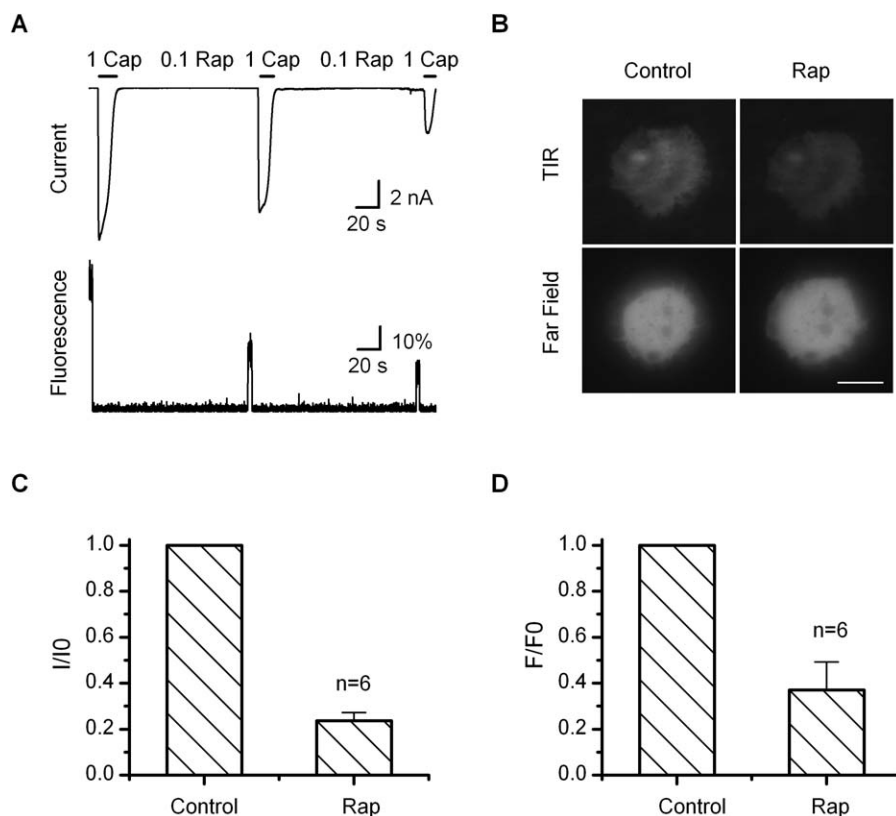 A
1 Cap 0.1 Rap 1 Cap 0.1 Rap 1 Cap
Current
2 nA
20 s
Fluorescence
10%
20 s
B
Control Rap
TIR
Far Field
C
I/I0
1.0
0.8
0.6
0.4
0.2
0.0
n=6
Control Rap
D
F/F0
1.0
0.8
0.6
0.4
0.2
0.0
n=6
Control Rap